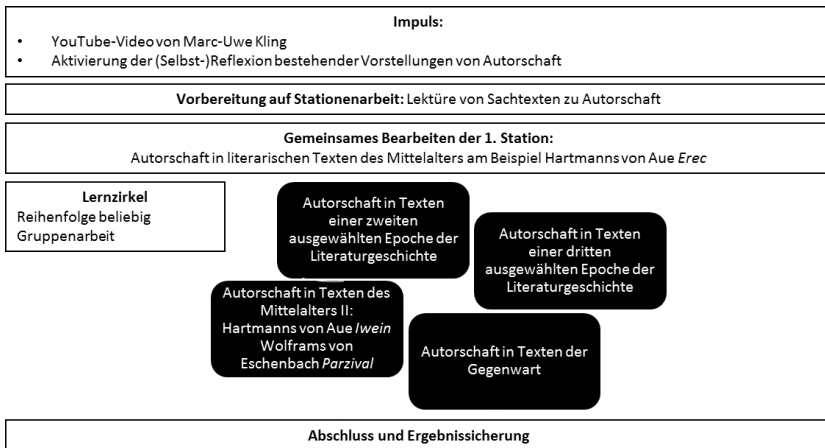 Impuls:
• YouTube-Video von Marc-Uwe Kling
• Aktivierung der (Selbst-)Reflexion bestehender Vorstellungen von Autorschaft
Vorbereitung auf Stationenarbeit: Lektüre von Sachtexten zu Autorschaft
Gemeinsames Bearbeiten der 1. Station:
Autorschaft in literarischen Texten des Mittelalters am Beispiel Hartmanns von Aue Erec
Lernzirkel
Reihenfolge beliebig
Gruppenarbeit
Autorschaft in Texten
einer zweiten
ausgewählten Epoche der
Literaturgeschichte
Autorschaft in Texten
einer dritten
ausgewählten Epoche der
Literaturgeschichte
Autorschaft in Texten des
Mittelalters II:
Hartmanns von Aue Iwein
Wolframs von
Eschenbach Parzival
Autorschaft in Texten der
Gegenwart
Abschluss und Ergebnissicherung